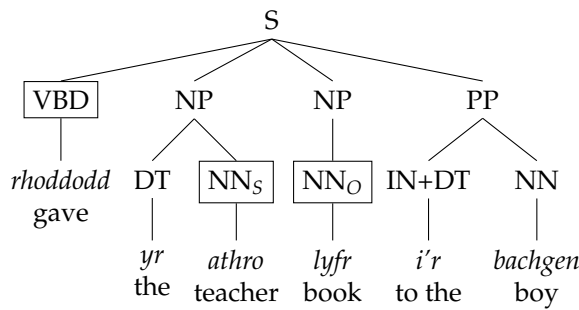 S
VBD NP NP PP
rhoddodd DT NN_S NN_O IN+DT NN
gave
yr athro lyfr i'r bachgen
the teacher book to the boy